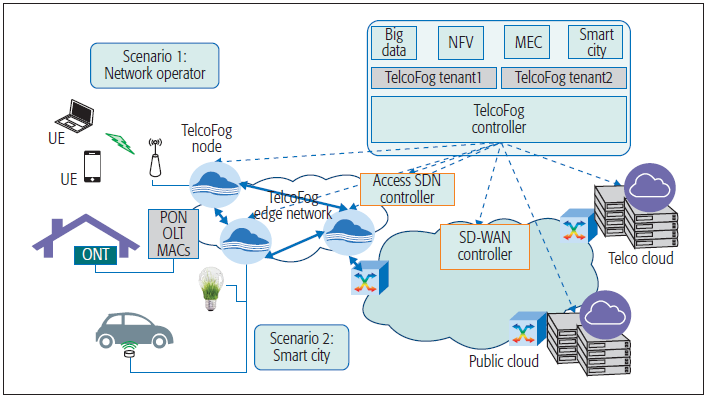 Scenario 1:
Network operator
Big
data
NFV
MEC
Smart
city
TelcoFog tenant1
TelcoFog tenant2
TelcoFog
controller
UE
UE
TelcoFog
node
TelcoFog
edge network
Access SDN
controller
PON
OLT
MACs
ONT
SD-WAN
controller
Telco cloud
Scenario 2:
Smart city
Public cloud